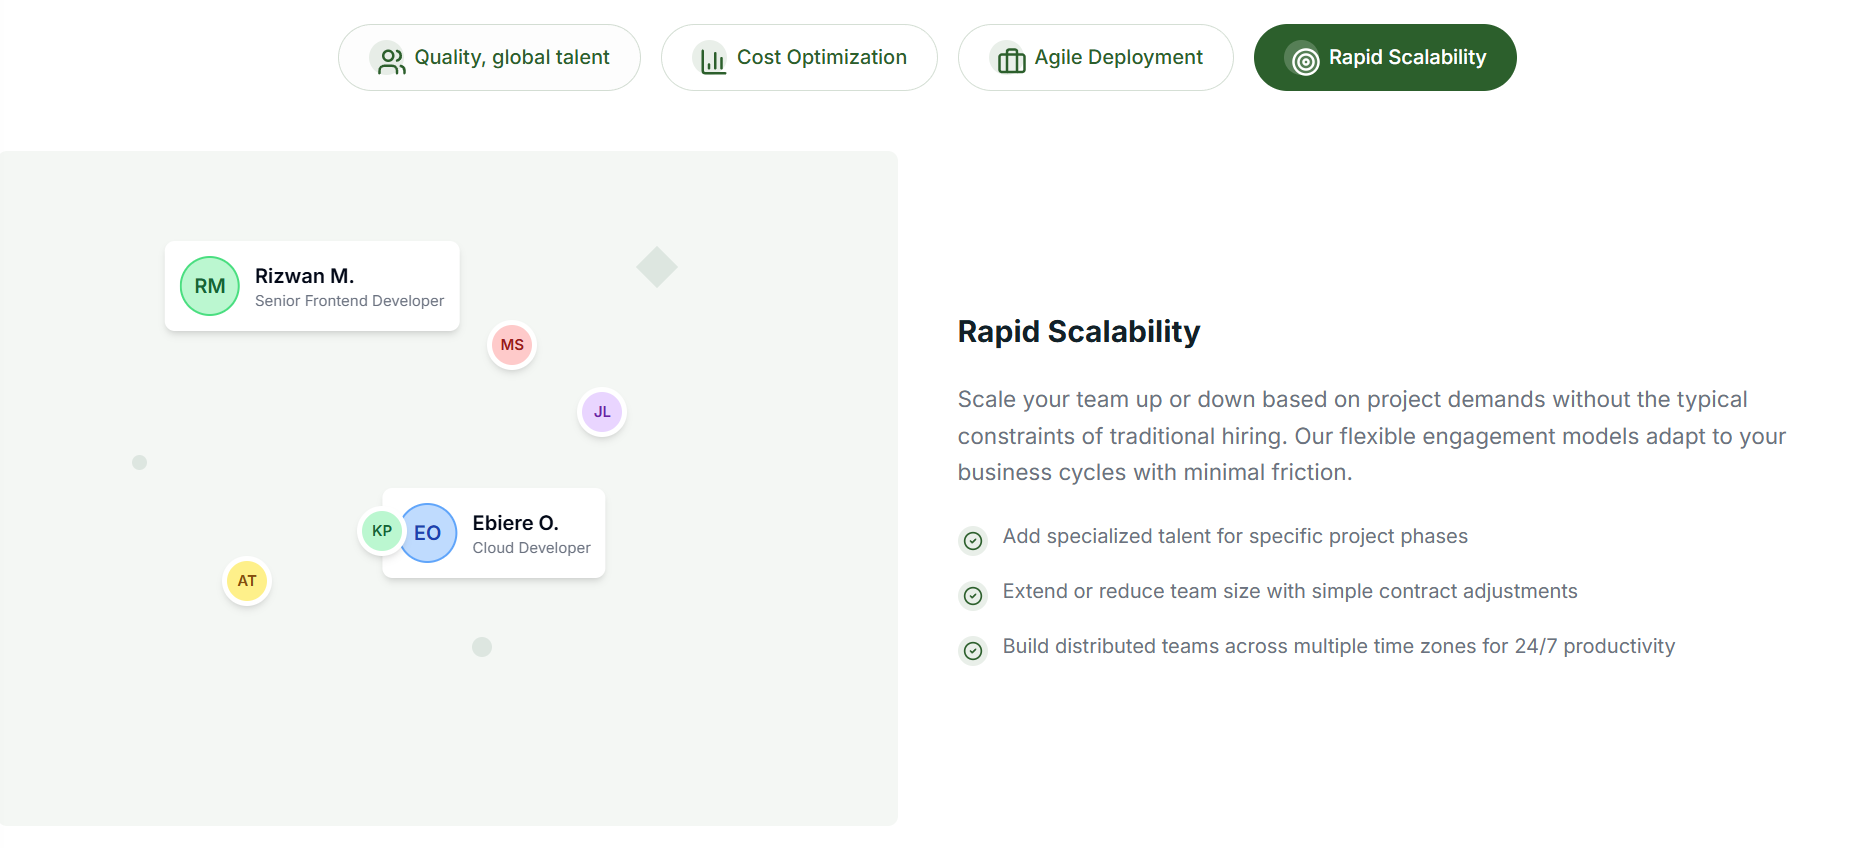 Quality, global talent
Cost Optimization
Agile Deployment
Rapid Scalability
RM
Rizwan M.
Senior Frontend Developer
MS
JL
KP
EO
Ebiere O.
Cloud Developer
AT
Rapid Scalability
Scale your team up or down based on project demands without the typical
constraints of traditional hiring. Our flexible engagement models adapt to your
business cycles with minimal friction.
Add specialized talent for specific project phases
Extend or reduce team size with simple contract adjustments
Build distributed teams across multiple time zones for 24/7 productivity